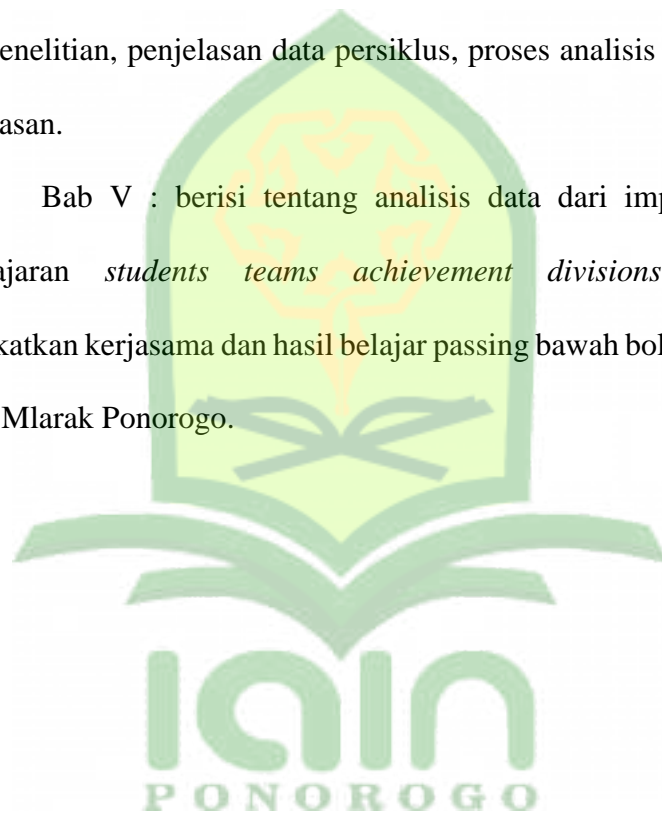 enelitian, penjelasan data persiklus, proses analisis
asan.
Bab V : berisi tentang analisis data dari imp
ajaran students teams achievement divisions
katkan kerjasama dan hasil belajar passing bawah bol
Mlarak Ponorogo.
iain
PONOROGO